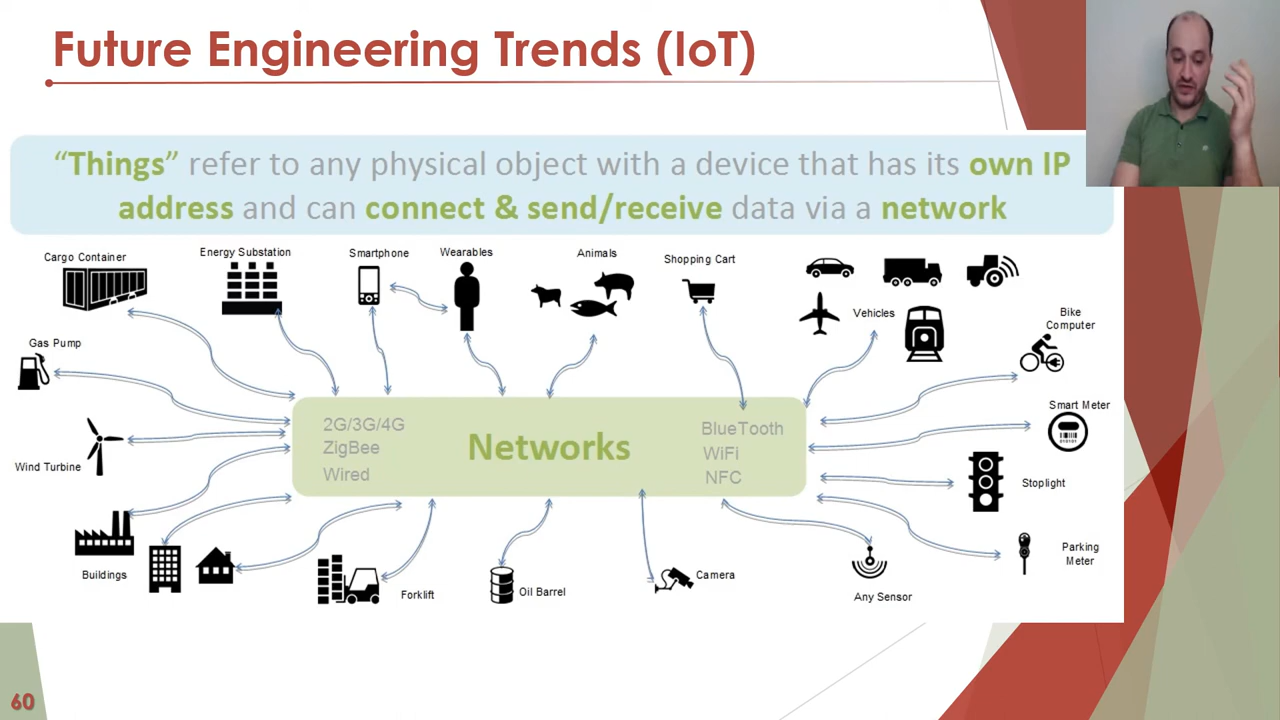 Future Engineering Trends (IoT)
“Things” refer to any physical object with a device that has its own IP
address and can connect & send/receive data via a network
Cargo Container
Energy Substation
Smartphone
Wearables
Animals
Shopping Cart
Vehicles
Bike
Computer
Gas Pump
Smart Meter
010101
Wind Turbine
2G/3G/4G
ZigBee
Wired
Networks
BlueTooth
WiFi
NFC
Stoplight
Buildings
Forklift
Oil Barrel
Camera
Any Sensor
Parking
Meter
60